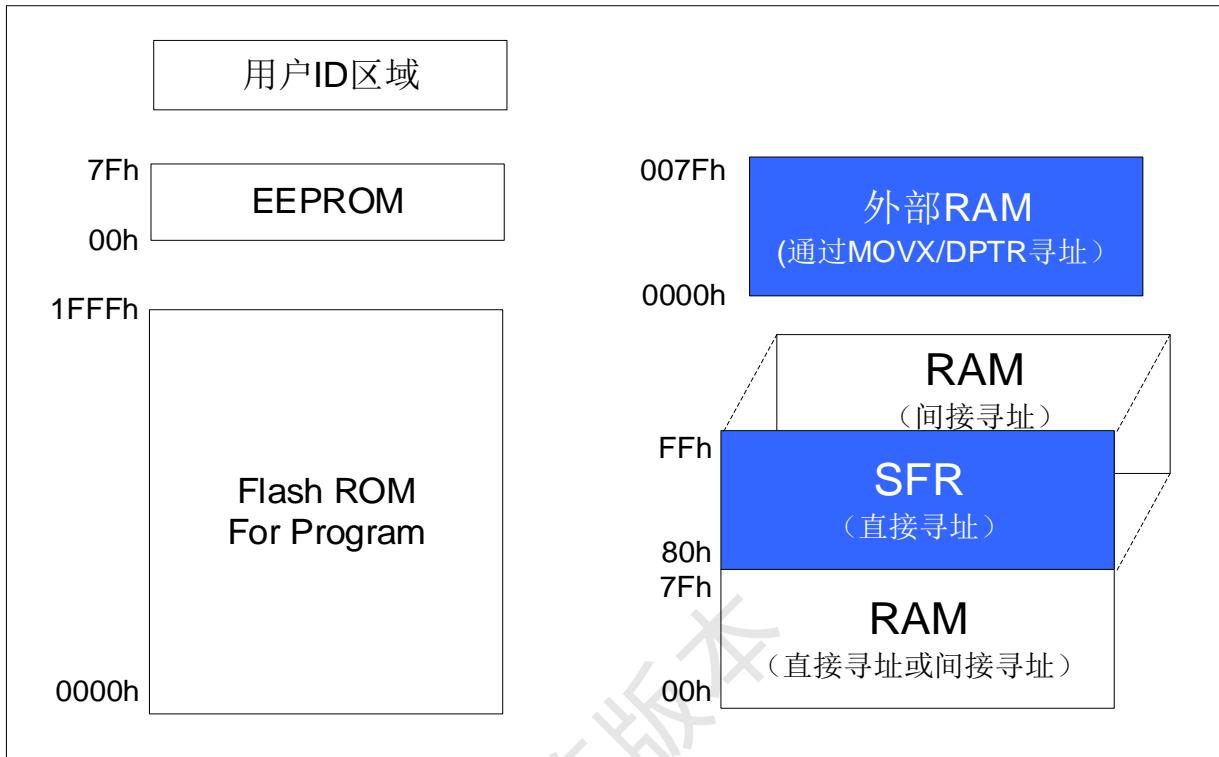 用户ID区域
7Fh
EEPROM
00h
1FFFh
Flash ROM
For Program
0000h
007Fh
外部RAM
(通过MOVX/DPTR寻址）
0000h
RAM
（间接寻址）
FFh
SFR
（直接寻址）
80h
7Fh
RAM
（直接寻址或间接寻址）
00h
版本